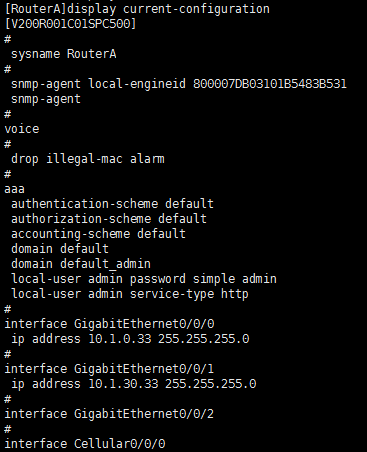 [RouterA]display current-configuration
[V200R001C01SPC500]
#
 sysname RouterA
#
 snmp-agent local-engineid 800007DB03101B5483B531
 snmp-agent
#
voice
#
 drop illegal-mac alarm
#
aaa
 authentication-scheme default
 authorization-scheme default
 accounting-scheme default
 domain default
 domain default_admin
 local-user admin password simple admin
 local-user admin service-type http
#
interface GigabitEthernet0/0/0
 ip address 10.1.0.33 255.255.255.0
#
interface GigabitEthernet0/0/1
 ip address 10.1.30.33 255.255.255.0
#
interface GigabitEthernet0/0/2
#
interface Cellular0/0/0